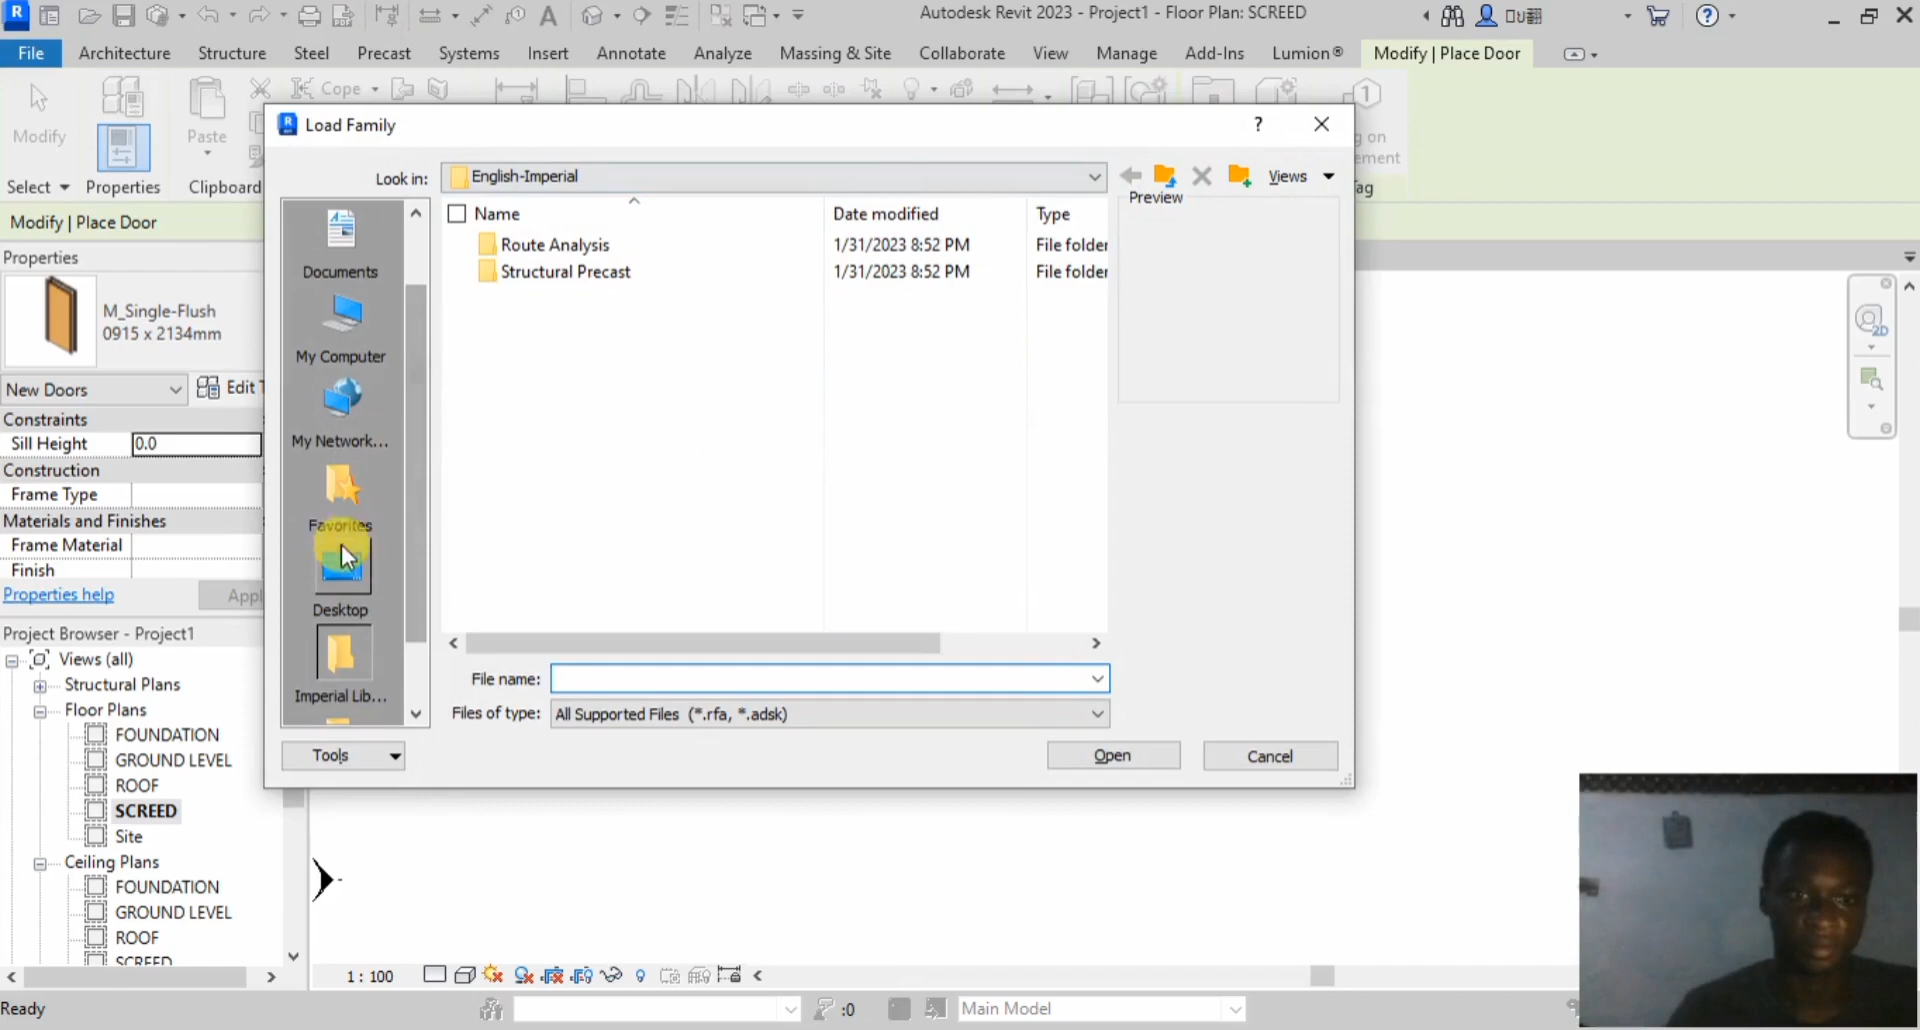 Autodesk Revit 2023 - Project1 - Floor Plan: SCREED
File
Architecture
Structure
Steel
Precast
Systems
Insert
Annotate
Analyze
Massing & Site
Collaborate
View
Manage
Add-Ins
Lumion®
Modify | Place Door
Modify
Paste
Cope
Select
Properties
Clipboard
Modify | Place Door
Properties
M_Single-Flush
0915 x 2134mm
New Doors
Edit T
Constraints
Sill Height
0.0
Construction
Frame Type
Materials and Finishes
Frame Material
Finish
Properties help
Project Browser - Project1
Views (all)
Structural Plans
Floor Plans
FOUNDATION
GROUND LEVEL
ROOF
SCREED
Site
Ceiling Plans
FOUNDATION
GROUND LEVEL
ROOF
SCREED
Load Family
?
Look in:
English-Imperial
Views
Preview
Name
Date modified
Type
Route Analysis
1/31/2023 8:52 PM
File folder
Structural Precast
1/31/2023 8:52 PM
File folder
Documents
My Computer
My Network...
Favorites
Desktop
Imperial Lib...
File name:
Files of type:
All Supported Files (*.rfa, *.adsk)
Tools
Open
Cancel
2D
1 : 100
Ready
:0
Main Model